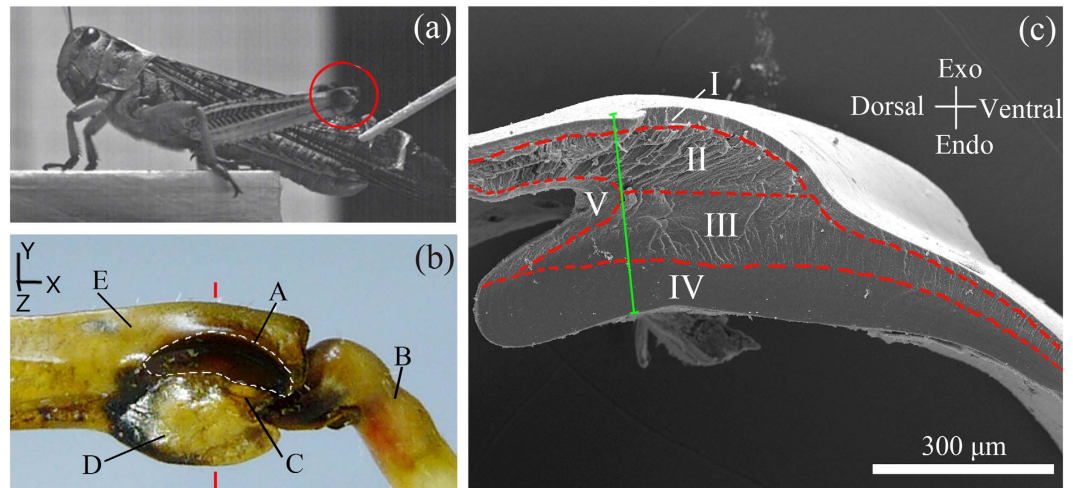 (a)
(b)
Y
X
Z
E
A
B
C
D
(c)
I
II
III
IV
V
Exo
Dorsal
Ventral
Endo
300 μm